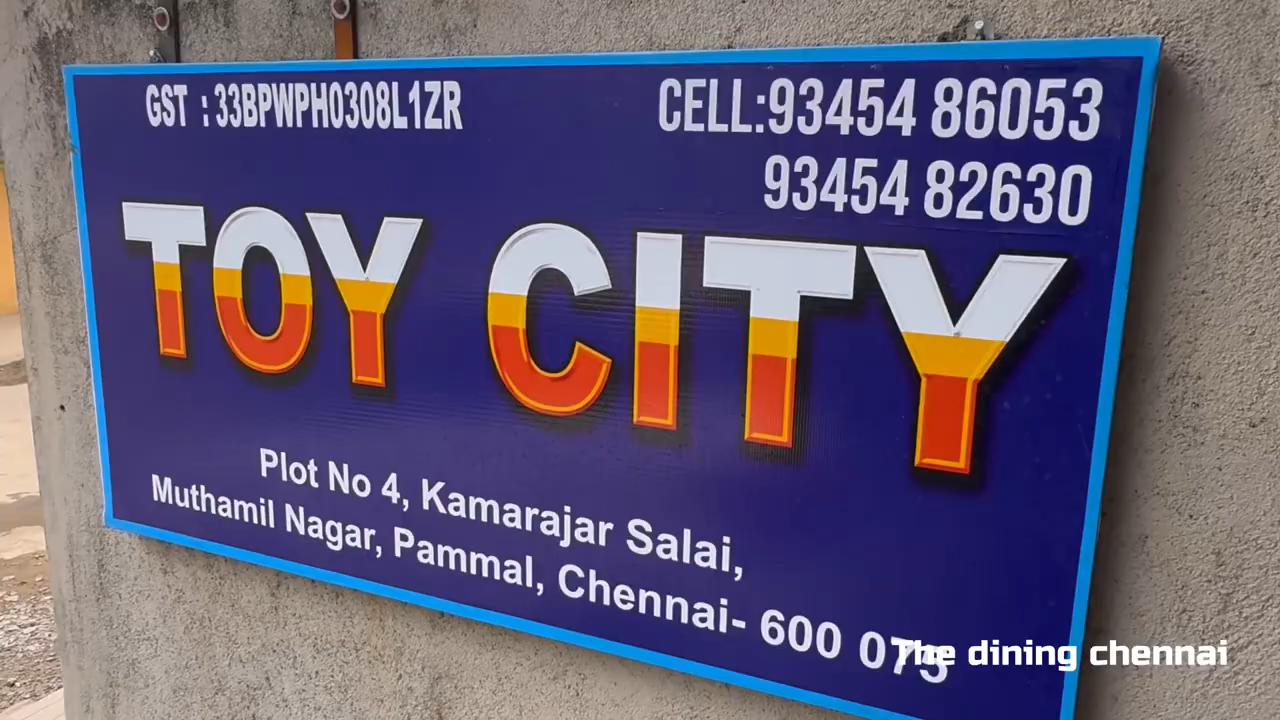 GST : 33BPWPH0308L1ZR
CELL:93454 86053
93454 82630
TOY CITY
Plot No 4, Kamarajar Salai,
Muthamil Nagar, Pammal, Chennai- 600 075
The dining chennai